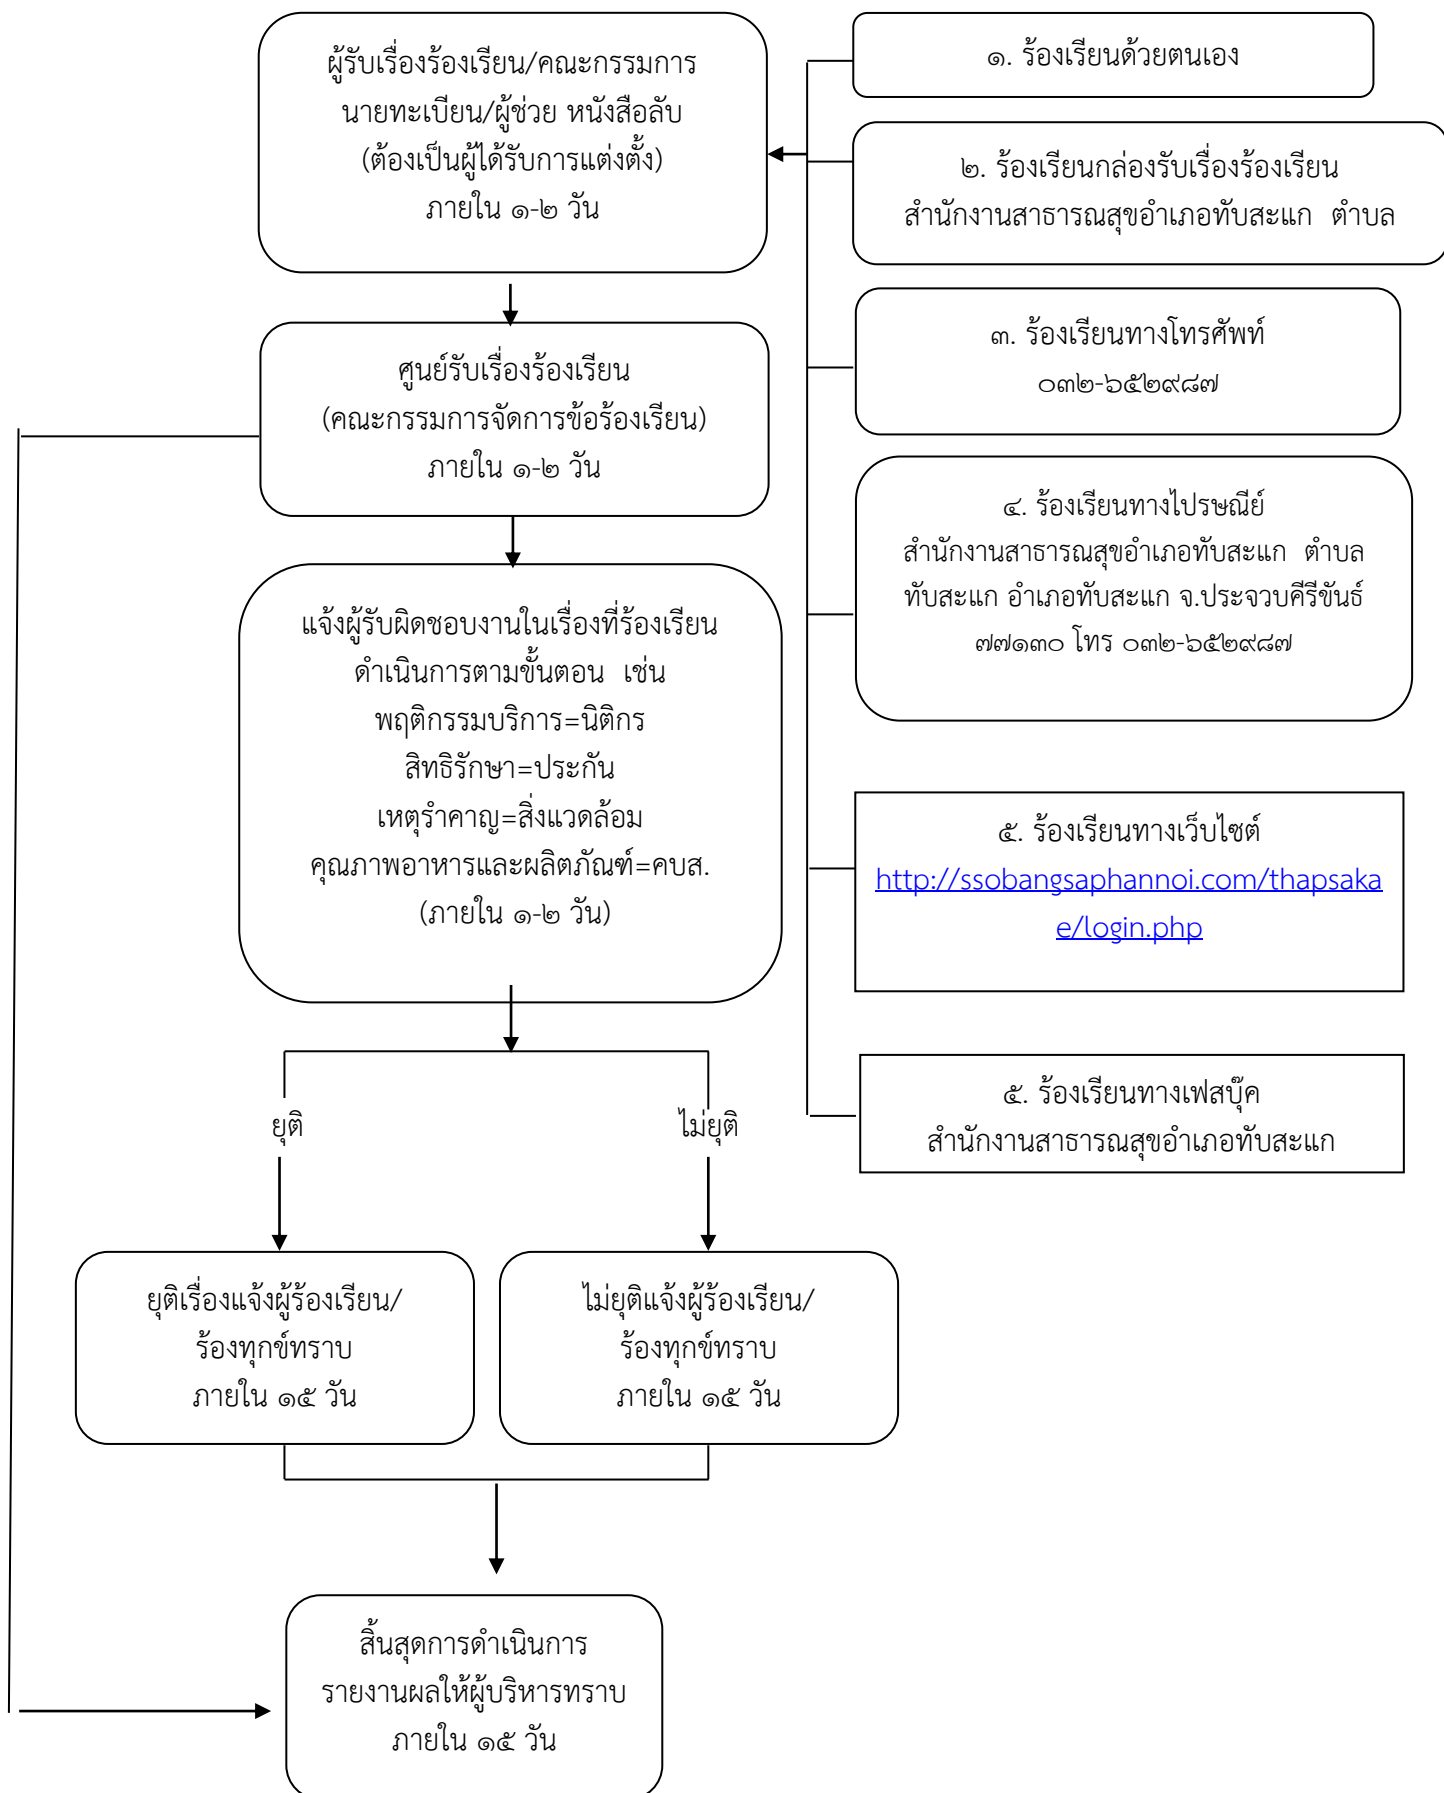 ผู้รับเรื่องร้องเรียน/คณะกรรมการ
นายทะเบียน/ผู้ช่วย หนังสือลับ
(ต้องเป็นผู้ได้รับการแต่งตั้ง)
ภายใน ๑-๒ วัน
๑. ร้องเรียนด้วยตนเอง
๒. ร้องเรียนกล่องรับเรื่องร้องเรียน
สำนักงานสาธารณสุขอำเภอทับสะแก ตำบล
๓. ร้องเรียนทางโทรศัพท์
๐๓๒-๖๕๒๙๘๗
๔. ร้องเรียนทางไปรษณีย์
สำนักงานสาธารณสุขอำเภอทับสะแก ตำบล
ทับสะแก อำเภอทับสะแก จ.ประจวบคีรีขันธ์
๗๗๑๓๐ โทร ๐๓๒-๖๕๒๙๘๗
๕. ร้องเรียนทางเว็บไซต์
http://ssobangsaphannoi.com/thapsaka
e/login.php
๕. ร้องเรียนทางเฟสบุ๊ค
สำนักงานสาธารณสุขอำเภอทับสะแก
ศูนย์รับเรื่องร้องเรียน
(คณะกรรมการจัดการข้อร้องเรียน)
ภายใน ๑-๒ วัน
แจ้งผู้รับผิดชอบงานในเรื่องที่ร้องเรียน
ดำเนินการตามขั้นตอน เช่น
พฤติกรรมบริการ=นิติกร
สิทธิรักษา=ประกัน
เหตุรำคาญ=สิ่งแวดล้อม
คุณภาพอาหารและผลิตภัณฑ์=คบส.
(ภายใน ๑-๒ วัน)
ยุติ
ไม่ยุติ
ยุติเรื่องแจ้งผู้ร้องเรียน/
ร้องทุกข์ทราบ
ภายใน ๑๕ วัน
ไม่ยุติแจ้งผู้ร้องเรียน/
ร้องทุกข์ทราบ
ภายใน ๑๕ วัน
สิ้นสุดการดำเนินการ
รายงานผลให้ผู้บริหารทราบ
ภายใน ๑๕ วัน